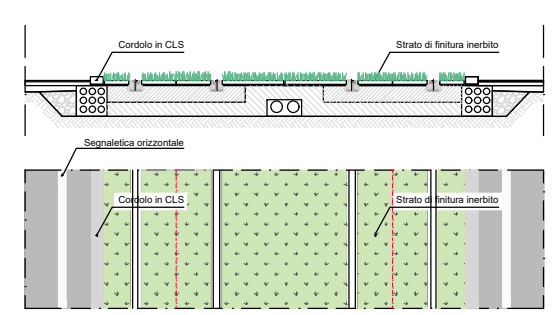 Cordolo in CLS
Strato di finitura inerbito
Segnaletica orizzontale
Cordolo in CLS
Strato di finitura inerbito